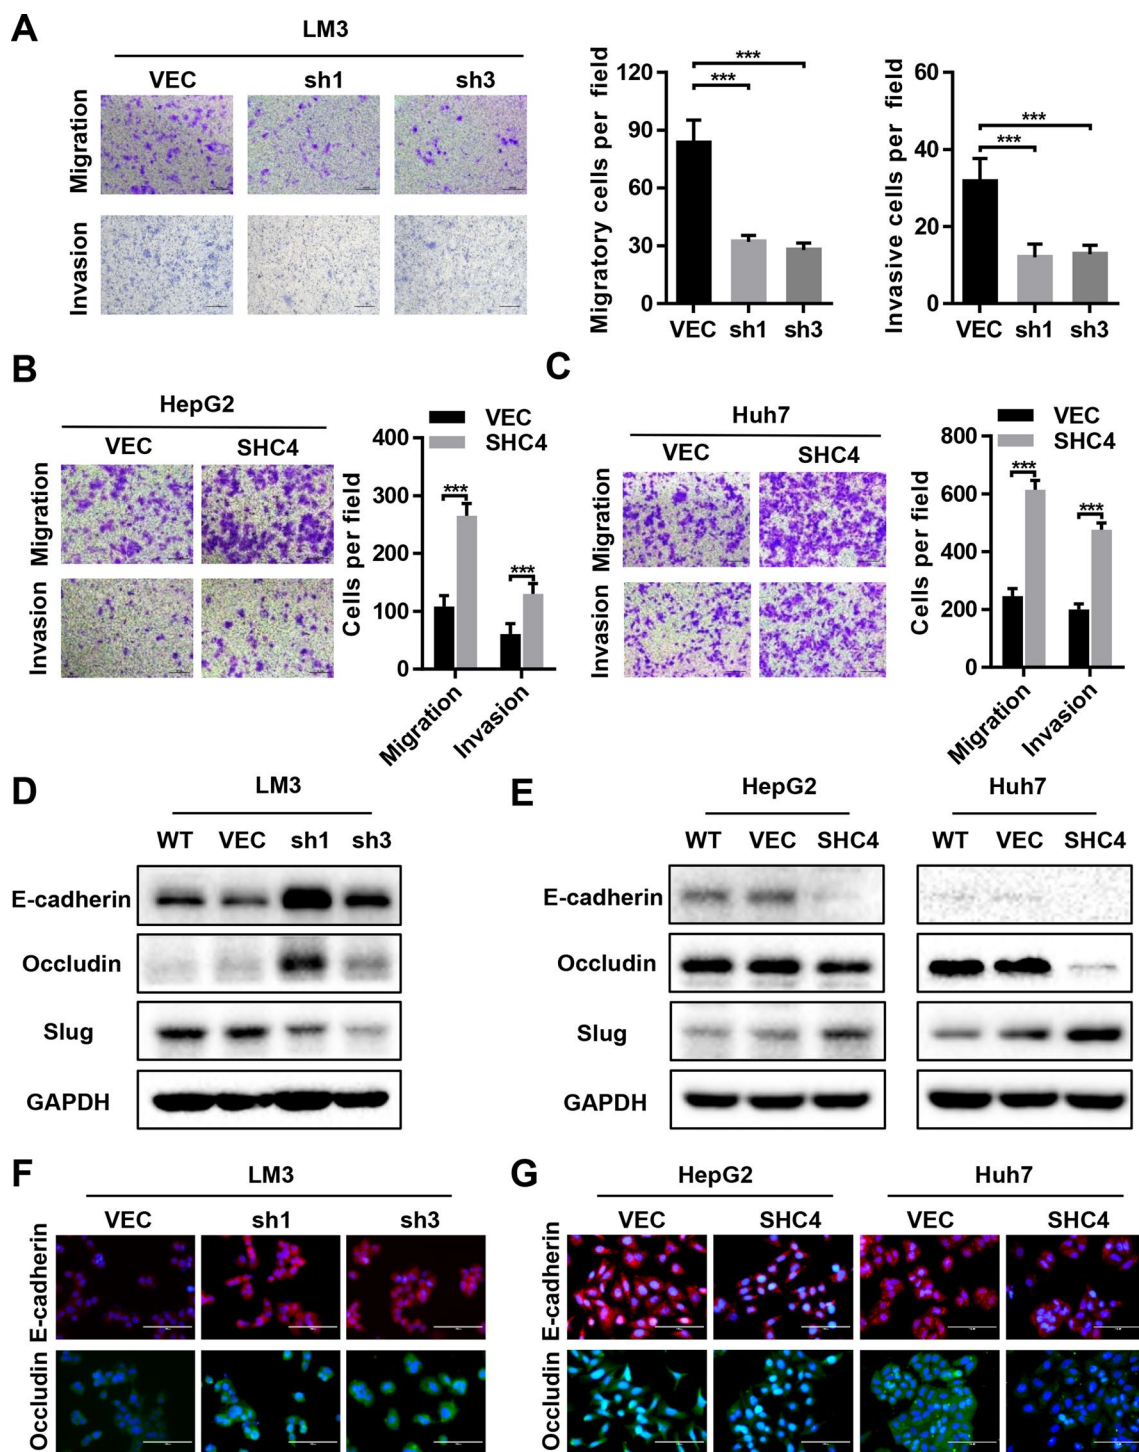 A
LM3
VEC sh1 sh3
Migration
Invasion
Migratory cells per field
120
90
60
30
0
***
***
VEC sh1 sh3
Invasive cells per field
60
40
20
0
***
***
VEC sh1 sh3
B
HepG2
VEC SHC4
Migration
Invasion
VEC
SHC4
Cells per field
400
300
200
100
0
***
***
Migration
Invasion
C
Huh7
VEC SHC4
Migration
Invasion
VEC
SHC4
Cells per field
800
600
400
200
0
***
***
Migration
Invasion
D
LM3
WT VEC sh1 sh3
E-cadherin
Occludin
Slug
GAPDH
E
HepG2 Huh7
WT VEC SHC4 WT VEC SHC4
E-cadherin
Occludin
Slug
GAPDH
F
LM3
VEC sh1 sh3
E-cadherin
Occludin
G
HepG2 Huh7
VEC SHC4 VEC SHC4
E-cadherin
Occludin